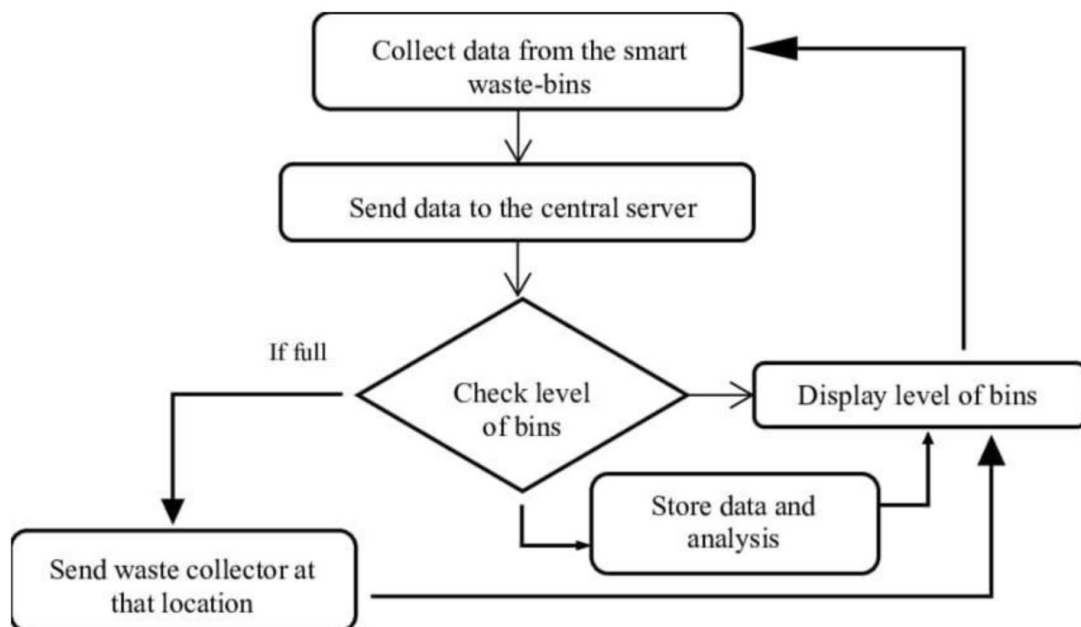 Collect data from the smart
waste-bins
Send data to the central server
If full
Check level
of bins
Display level of bins
Store data and
analysis
Send waste collector at
that location